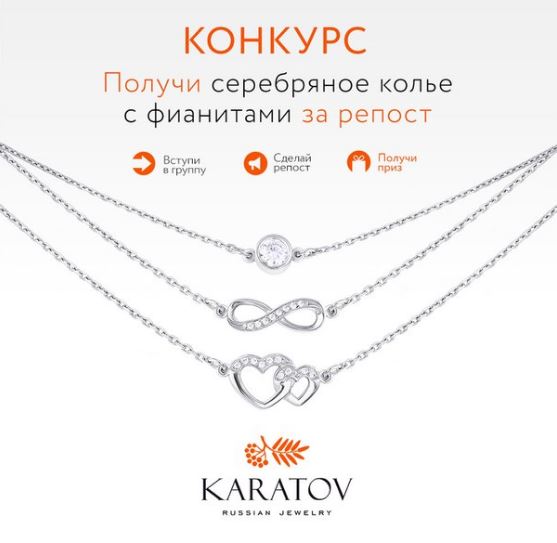 КОНКУРС
Получи серебряное колье
с фианитами за репост
Вступи
в группу
Сделай
репост
Получи
приз
KARATOV
RUSSIAN JEWELRY